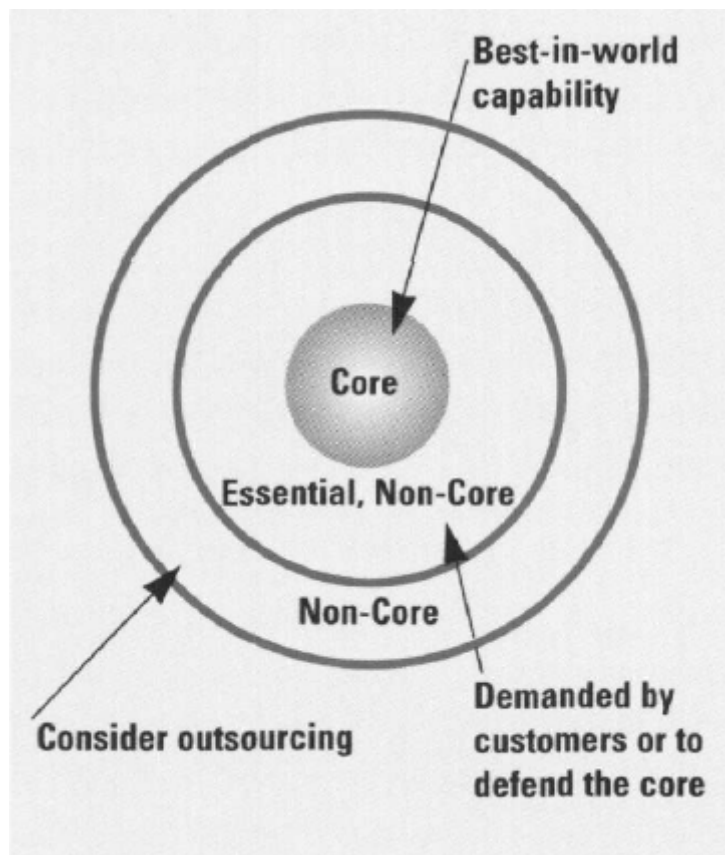 Best-in-world
capability
Core
Essential, Non-Core
Non-Core
Consider outsourcing
Demanded by
customers or to
defend the core